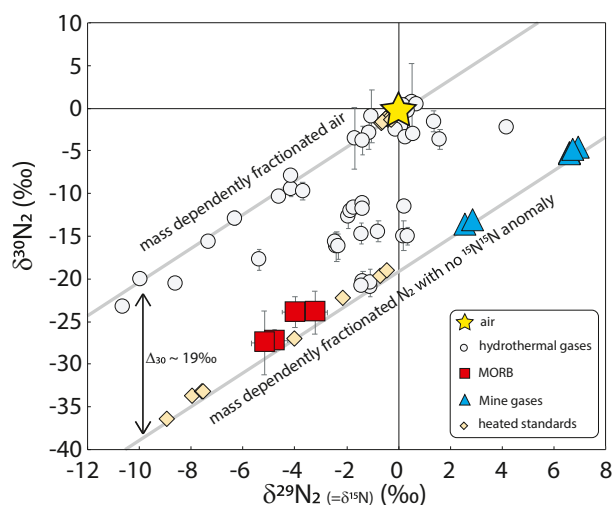 10
5
0
-5
-10
-15
-20
-25
-30
-35
-40
δ³⁰N₂ (‰)
mass dependently fractionated air
mass dependently fractionated N₂ with no ¹⁵N¹⁵N anomaly
Δ₃₀ ~ 19‰
air
hydrothermal gases
MORB
Mine gases
heated standards
-12 -10 -8 -6 -4 -2 0 2 4 6 8
δ²⁹N₂ (=δ¹⁵N) (‰)